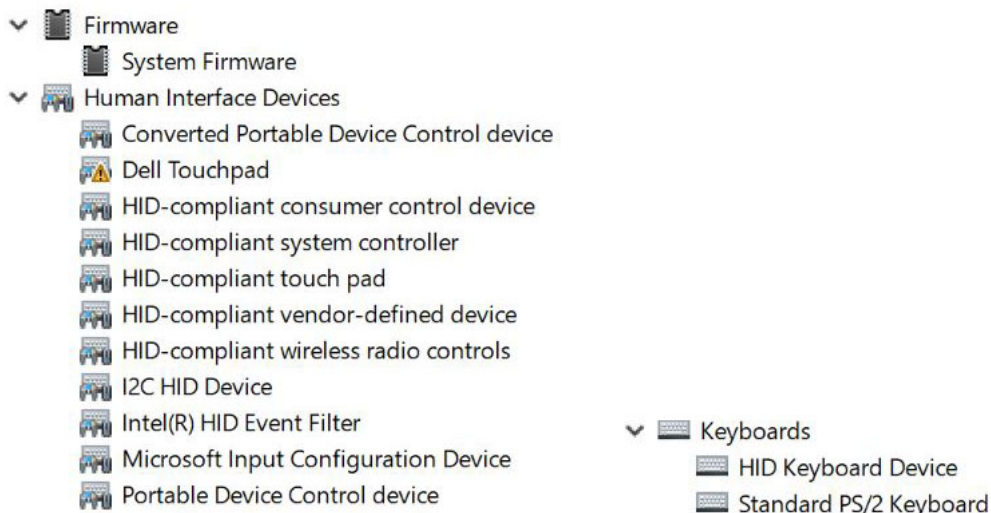 Firmware
System Firmware
Human Interface Devices
Converted Portable Device Control device
Dell Touchpad
HID-compliant consumer control device
HID-compliant system controller
HID-compliant touch pad
HID-compliant vendor-defined device
HID-compliant wireless radio controls
I2C HID Device
Intel(R) HID Event Filter
Microsoft Input Configuration Device
Portable Device Control device
Keyboards
HID Keyboard Device
Standard PS/2 Keyboard